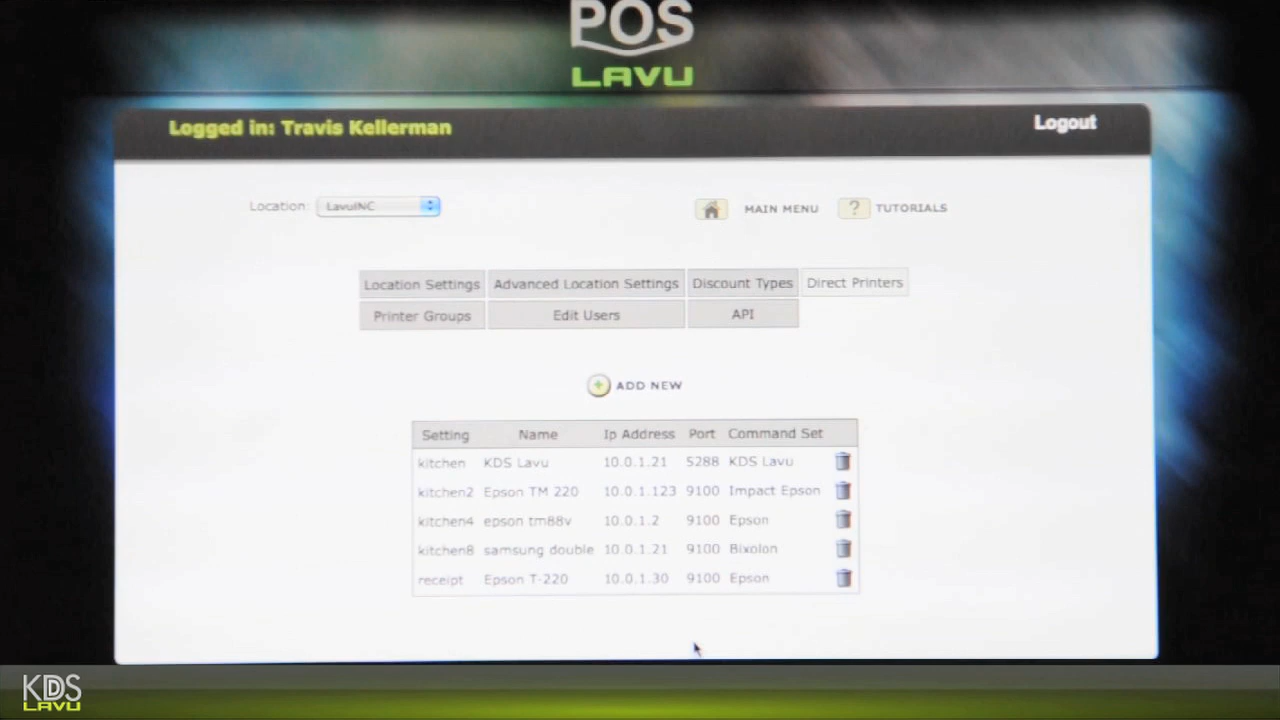 POS
LAVU
Logged in: Travis Kellerman
Logout
Location: LavuINC
MAIN MENU
? TUTORIALS
Location Settings Advanced Location Settings Discount Types Direct Printers
Printer Groups Edit Users API
ADD NEW
Setting Name Ip Address Port Command Set
kitchen KDS Lavu 10.0.1.21 5288 KDS Lavu
kitchen2 Epson TM 220 10.0.1.123 9100 Impact Epson
kitchen4 epson tm88v 10.0.1.2 9100 Epson
kitchen8 samsung double 10.0.1.21 9100 Bixolon
receipt Epson T-220 10.0.1.30 9100 Epson
KDS
LAVU